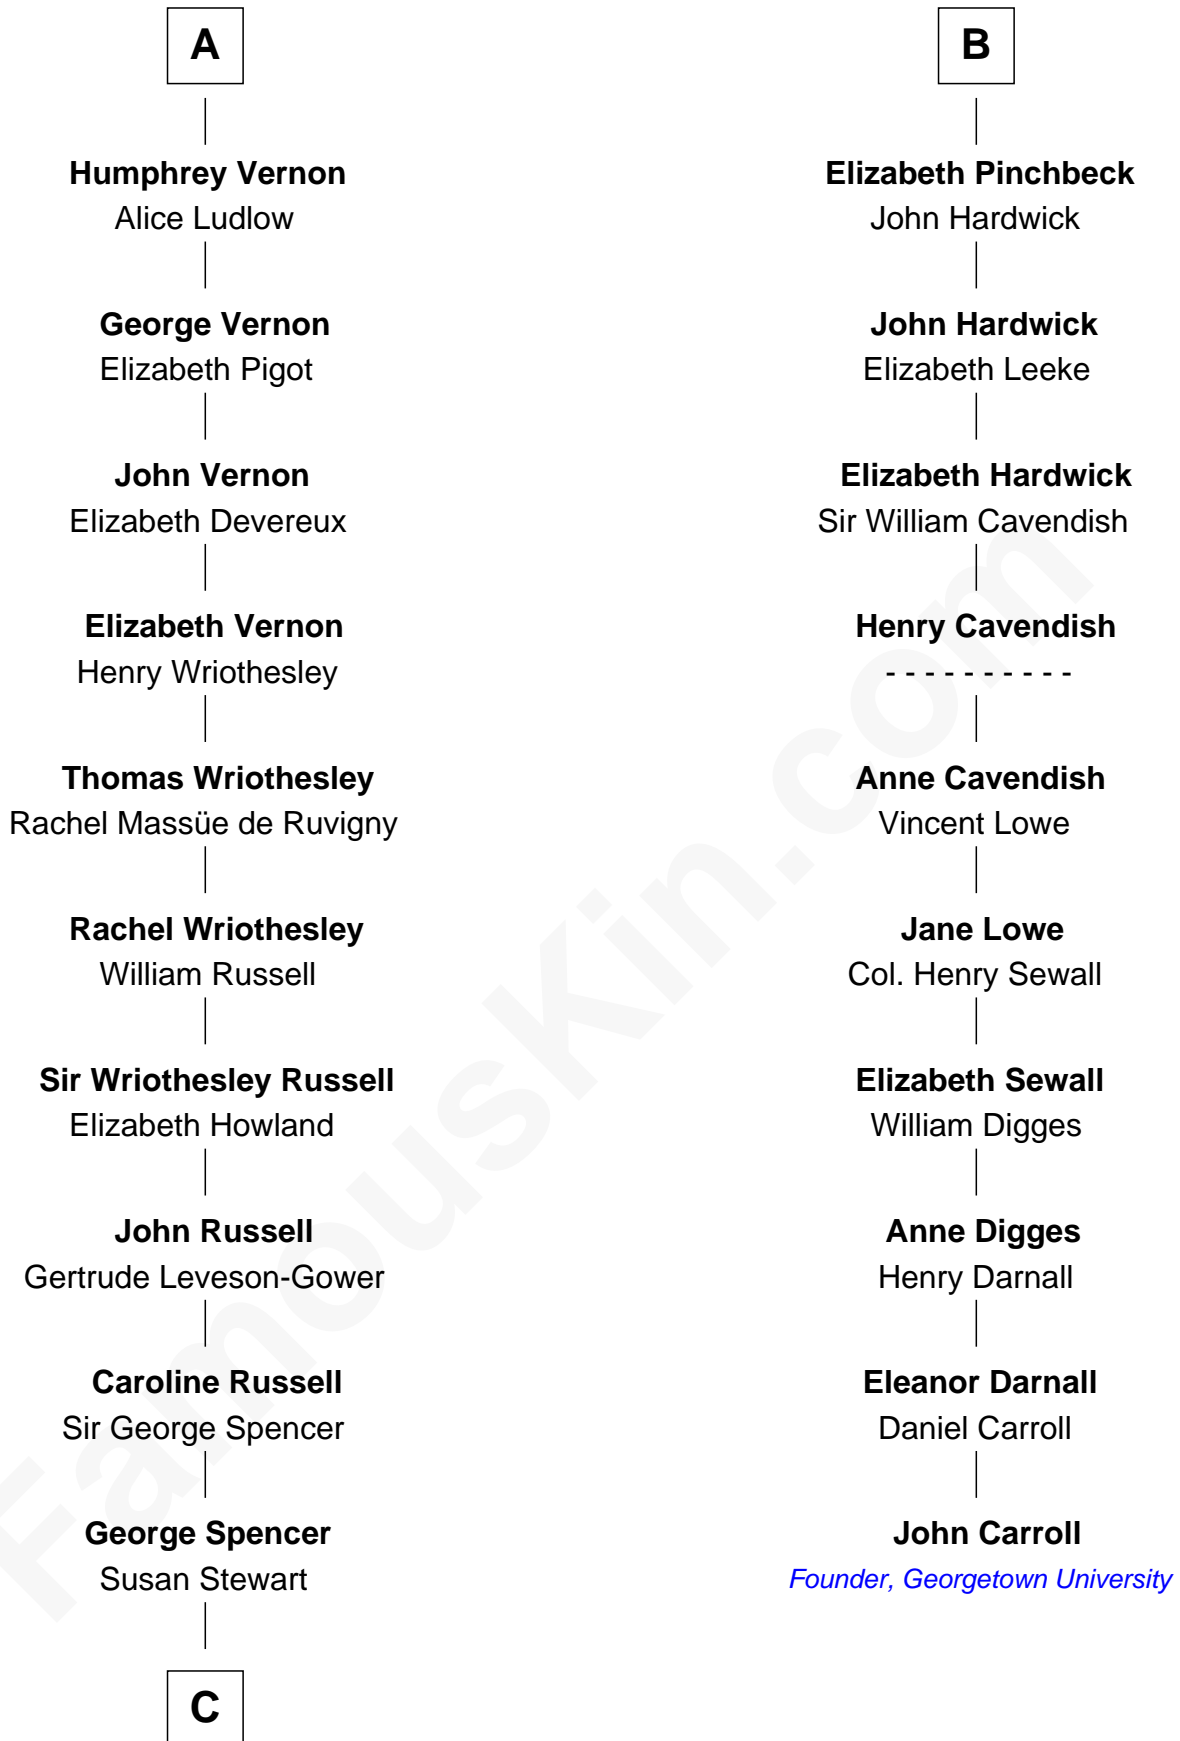 A
Humphrey Vernon
Alice Ludlow
George Vernon
Elizabeth Pigot
John Vernon
Elizabeth Devereux
Elizabeth Vernon
Henry Wriothesley
Thomas Wriothesley
Rachel Massüe de Ruvigny
Rachel Wriothesley
William Russell
Sir Wriothesley Russell
Elizabeth Howland
John Russell
Gertrude Leveson-Gower
Caroline Russell
Sir George Spencer
George Spencer
Susan Stewart
C
B
Elizabeth Pinchbeck
John Hardwick
John Hardwick
Elizabeth Leeke
Elizabeth Hardwick
Sir William Cavendish
Henry Cavendish
- - - - - - - - - -
Anne Cavendish
Vincent Lowe
Jane Lowe
Col. Henry Sewall
Elizabeth Sewall
William Digges
Anne Digges
Henry Darnall
Eleanor Darnall
Daniel Carroll
John Carroll
Founder, Georgetown University
FamousKin.com